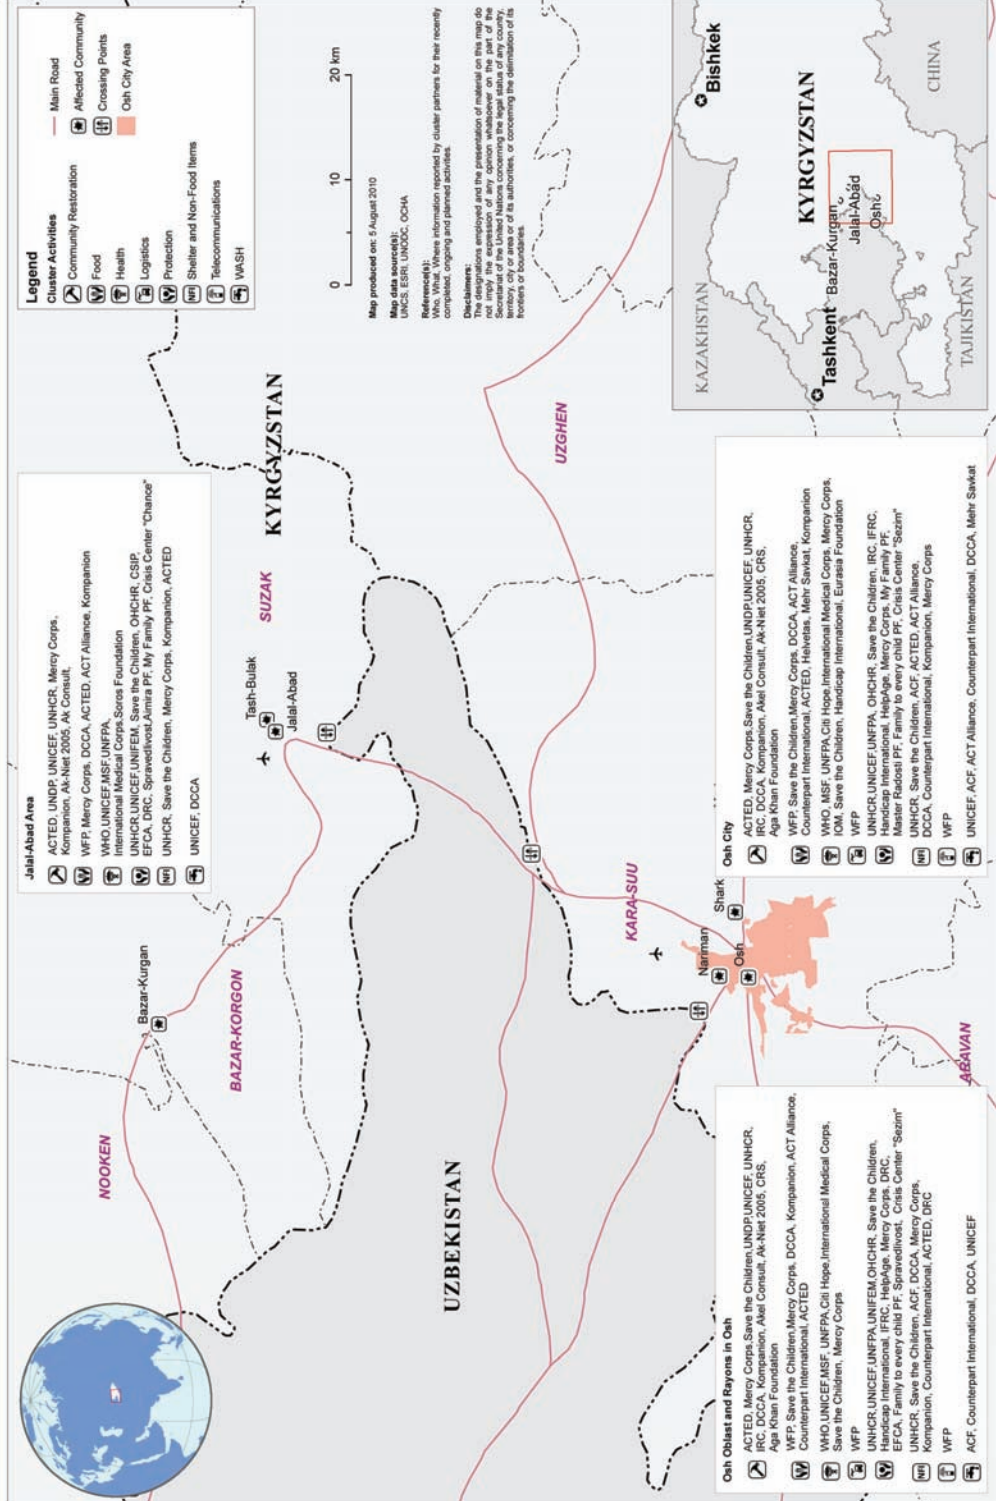 Legend
Cluster Activities
Community Restoration
Food
Health
Logistics
Protection
NFI Shelter and Non-Food Items
Telecommunications
WASH
Main Road
Affected Community
Crossing Points
Osh City Area
0 10 20 km
Map produced on: 5 August 2010
Map data source(s):
UNCS, ESRI, UNODC, OCHA
Reference(s):
Who, What, Where information reported by cluster partners for their recently
completed, ongoing and planned activities.
Disclaimers:
The designations employed and the presentation of material on this map do
not imply the expression of any opinion whatsoever on the part of the
Secretariat of the United Nations concerning the legal status of any country,
territory, city or area or of its authorities, or concerning the delimitation of its
frontiers or boundaries.
Jalal-Abad Area
ACTED, UNDP, UNICEF, UNHCR, Mercy Corps,
Kompanion, Ak-Niet 2005, Ak Consult,
WFP, Mercy Corps, DCCA, ACTED, ACT Alliance, Kompanion
WHO,UNICEF,MSF,UNFPA,
International Medical Corps,Soros Foundation
UNHCR,UNICEF,UNIFEM, Save the Children, OHCHR, CSIP,
EFCA, DRC, Spravedlivost,Aimira PF, My Family PF, Crisis Center "Chance"
NFI UNHCR, Save the Children, Mercy Corps, Kompanion, ACTED
UNICEF, DCCA
NOOKEN
BAZAR-KORGON
Bazar-Kurgan
SUZAK
Tash-Bulak
Jalal-Abad
KYRGYZSTAN
UZGHEN
UZBEKISTAN
KARA-SUU
Nariman
Osh
Shark
ARAVAN
Osh Oblast and Rayons in Osh
ACTED, Mercy Corps,Save the Children,UNDP,UNICEF, UNHCR,
IRC, DCCA, Kompanion, Akel Consult, Ak-Niet 2005, CRS,
Aga Khan Foundation
WFP, Save the Children,Mercy Corps, DCCA, Kompanion, ACT Alliance,
Counterpart International, ACTED
WHO,UNICEF,MSF, UNFPA,Citi Hope,International Medical Corps,
Save the Children, Mercy Corps
WFP
UNHCR,UNICEF,UNFPA,UNIFEM,OHCHR, Save the Children,
Handicap International, IFRC, HelpAge, Mercy Corps, DRC,
EFCA, Family to every child PF, Spravedlivost, Crisis Center "Sezim"
NFI UNHCR, Save the Children, ACF, DCCA, Mercy Corps,
Kompanion, Counterpart International, ACTED, DRC
WFP
ACF, Counterpart International, DCCA, UNICEF
Osh City
ACTED, Mercy Corps,Save the Children,UNDP,UNICEF, UNHCR,
IRC, DCCA, Kompanion, Akel Consult, Ak-Niet 2005, CRS,
Aga Khan Foundation
WFP, Save the Children,Mercy Corps, DCCA, ACT Alliance,
Counterpart International, ACTED, Helvetas, Mehr Savkat, Kompanion
WHO, MSF, UNFPA,Citi Hope,International Medical Corps, Mercy Corps,
IOM, Save the Children, Handicap International, Eurasia Foundation
WFP
UNHCR,UNICEF,UNFPA, OHCHR, Save the Children, IRC, IFRC,
Handicap International, HelpAge, Mercy Corps, My Family PF,
Master Radosti PF, Family to every child PF, Crisis Center "Sezim"
NFI UNHCR, Save the Children, ACF, ACTED, ACT Alliance,
DCCA, Counterpart International, Kompanion, Mercy Corps
WFP
UNICEF, ACF, ACT Alliance, Counterpart International, DCCA, Mehr Savkat
KAZAKHSTAN
Bishkek
Tashkent
Bazar-Kurgan
KYRGYZSTAN
Jalal-Abad
Osh
TAJIKISTAN
CHINA